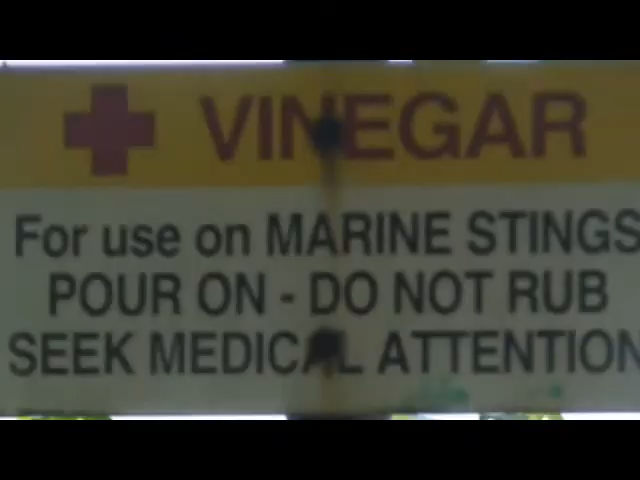 VINEGAR
For use on MARINE STINGS
POUR ON - DO NOT RUB
SEEK MEDICAL ATTENTION